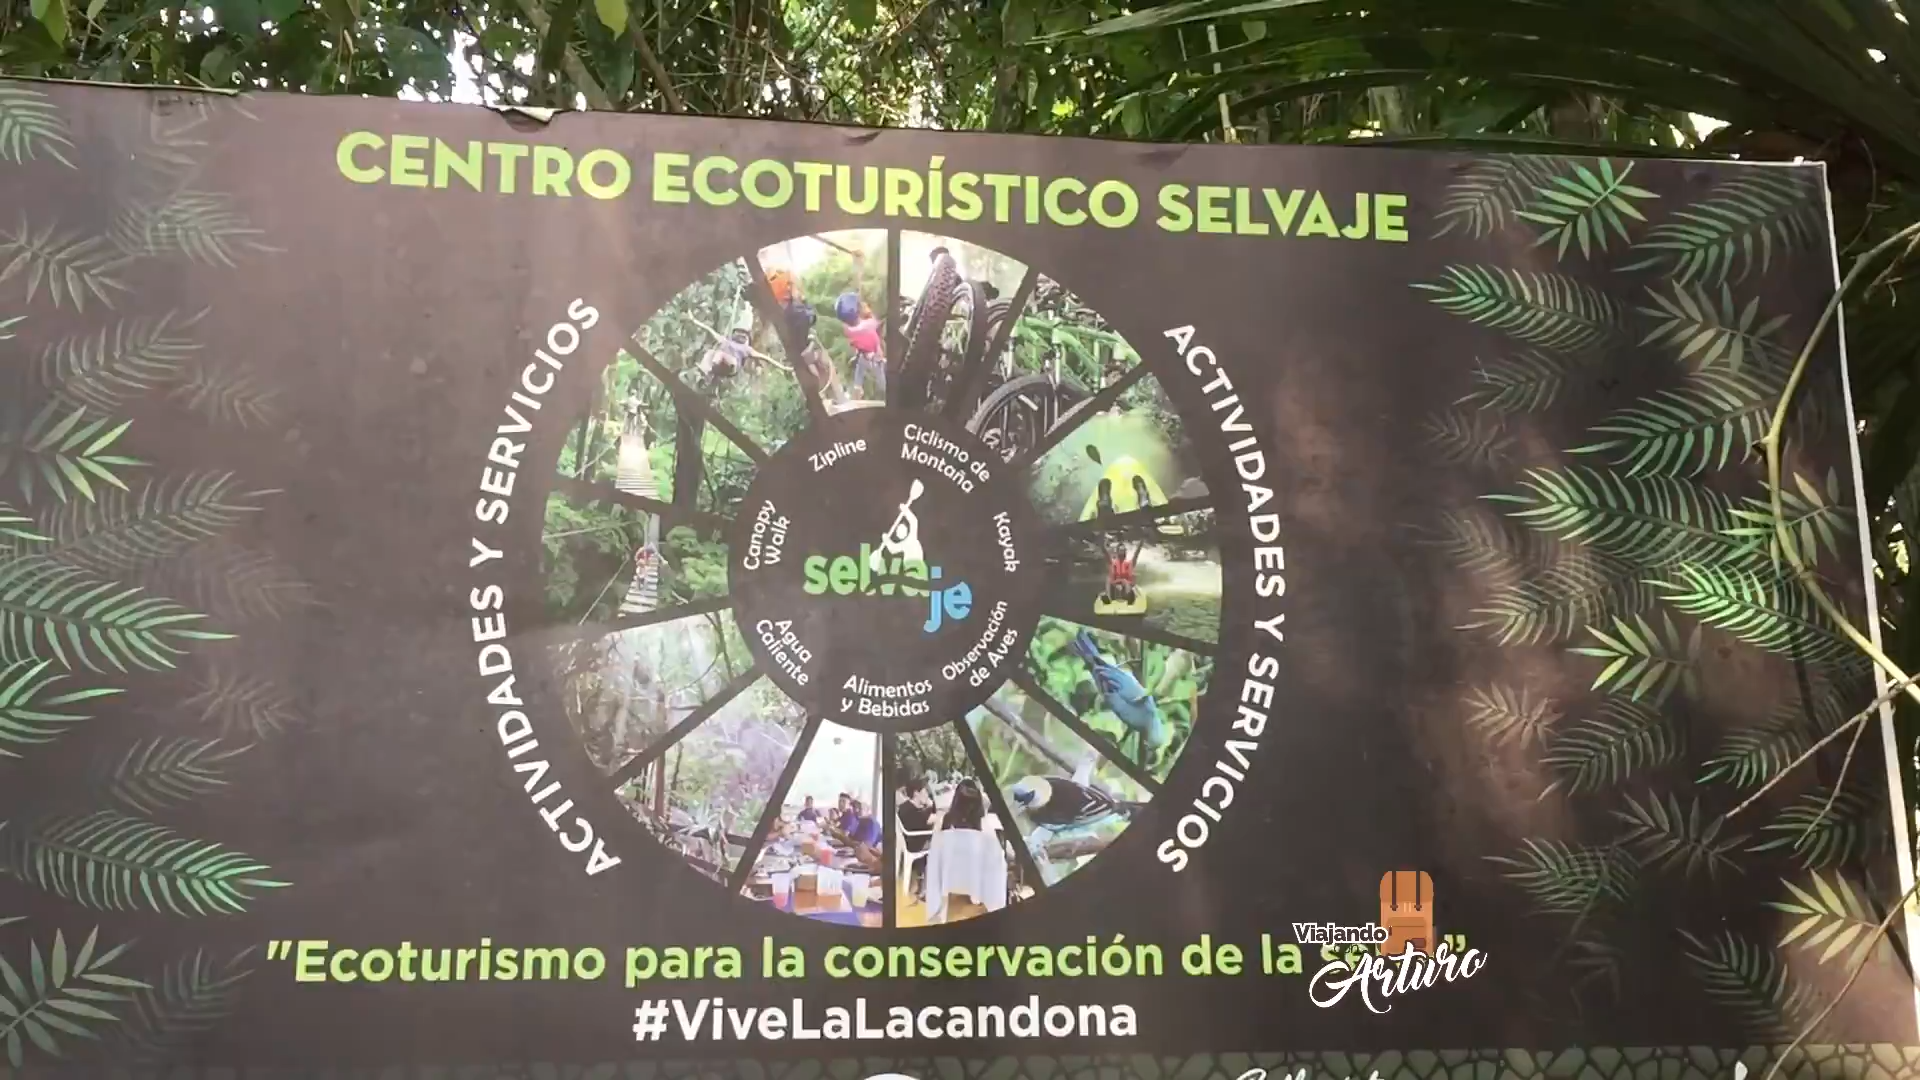 CENTRO ECOTURÍSTICO SELVAJE
ACTIVIDADES Y SERVICIOS
ACTIVIDADES Y SERVICIOS
Zipline
Ciclismo de
Montaña
Canopy
Walk
Kayak
selvaje
Agua
Caliente
Observación
de Aves
Alimentos
y Bebidas
"Ecoturismo para la conservación de la
#ViveLaLacandona
Viajando
Arturo